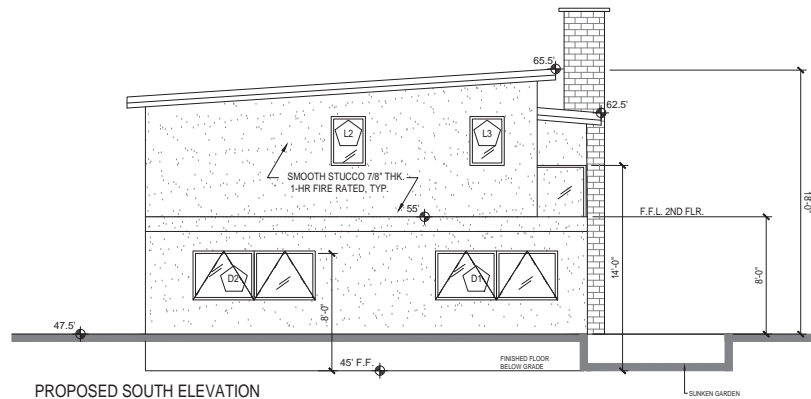 65.5'
62.5'
L2
L3
SMOOTH STUCCO 7/8" THK.
1-HR FIRE RATED, TYP.
55'
F.F.L. 2ND FLR.
18'-0"
14'-0"
8'-0"
D2
D1
8'-0"
47.5'
45' F.F.
FINISHED FLOOR
BELOW GRADE
SUNKEN GARDEN
PROPOSED SOUTH ELEVATION